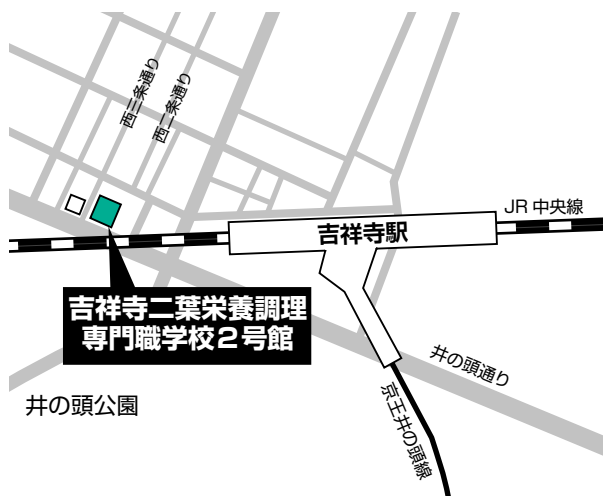 西三条通り
西二条通り
JR 中央線
吉祥寺駅
吉祥寺二葉栄養調理
専門職学校2号館
井の頭通り
京王井の頭線
井の頭公園